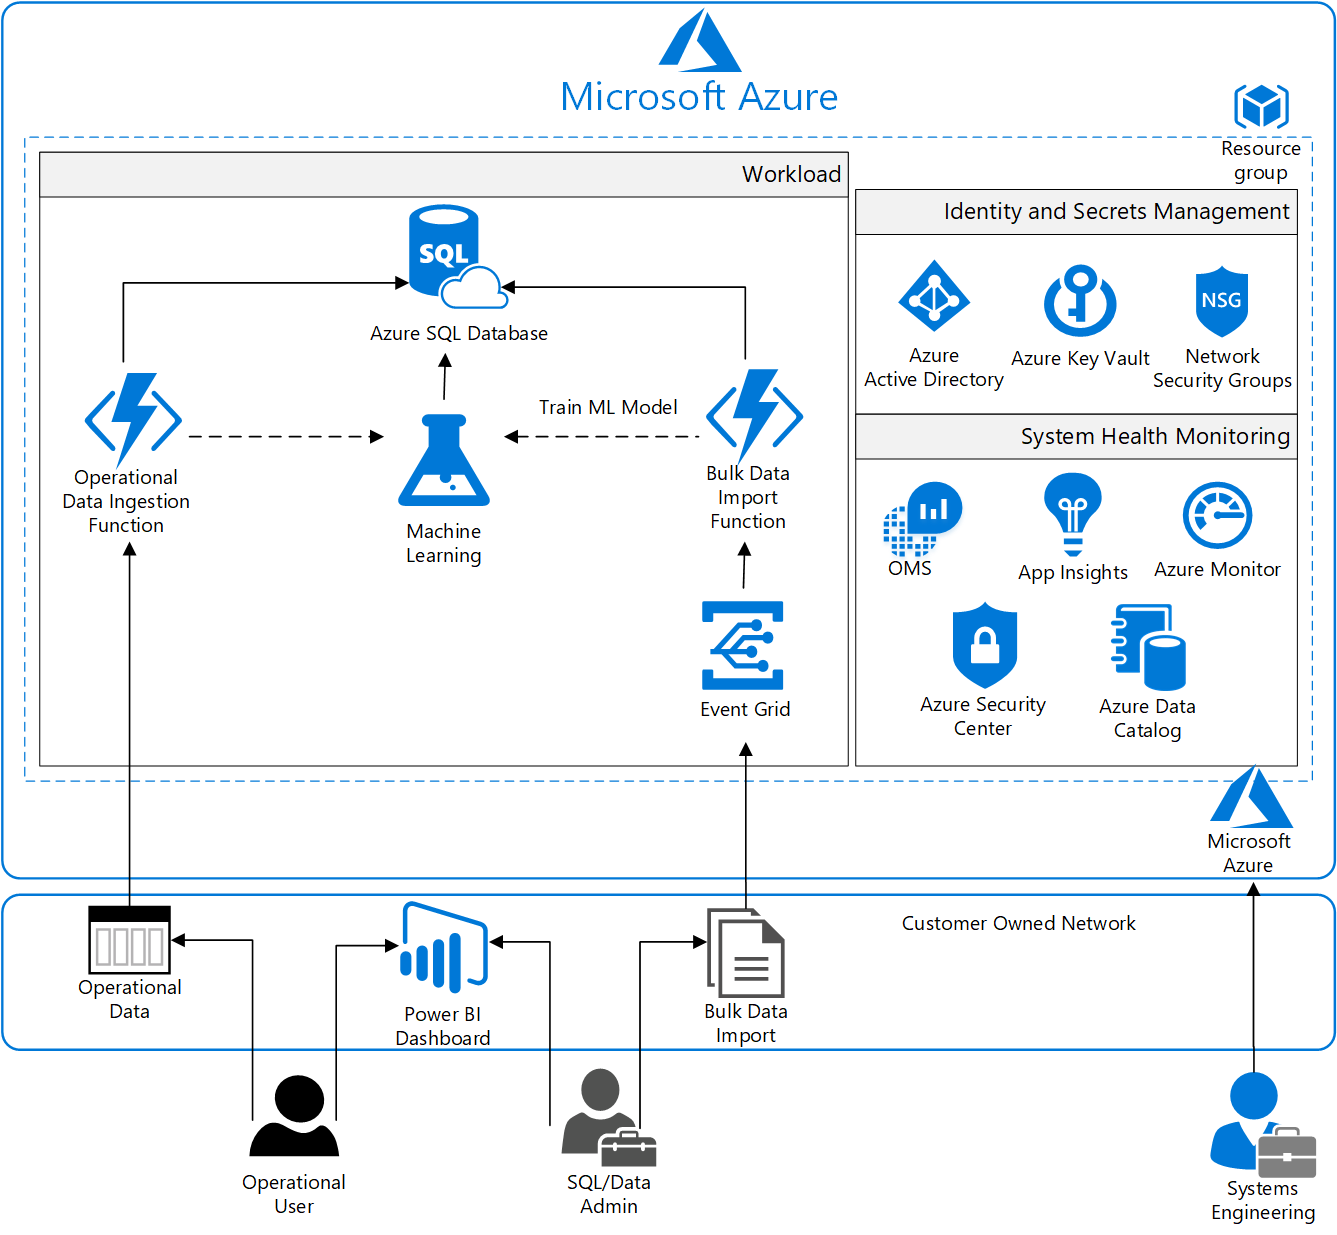 Microsoft Azure
Resource
group
Workload
Identity and Secrets Management
SQL
Azure SQL Database
NSG
Azure
Active Directory
Azure Key Vault
Network
Security Groups
Train ML Model
System Health Monitoring
Operational
Data Ingestion
Function
Machine
Learning
Bulk Data
Import
Function
OMS
App Insights
Azure Monitor
Event Grid
Azure Security
Center
Azure Data
Catalog
Microsoft
Azure
Customer Owned Network
Operational
Data
Power BI
Dashboard
Bulk Data
Import
Operational
User
SQL/Data
Admin
Systems
Engineering